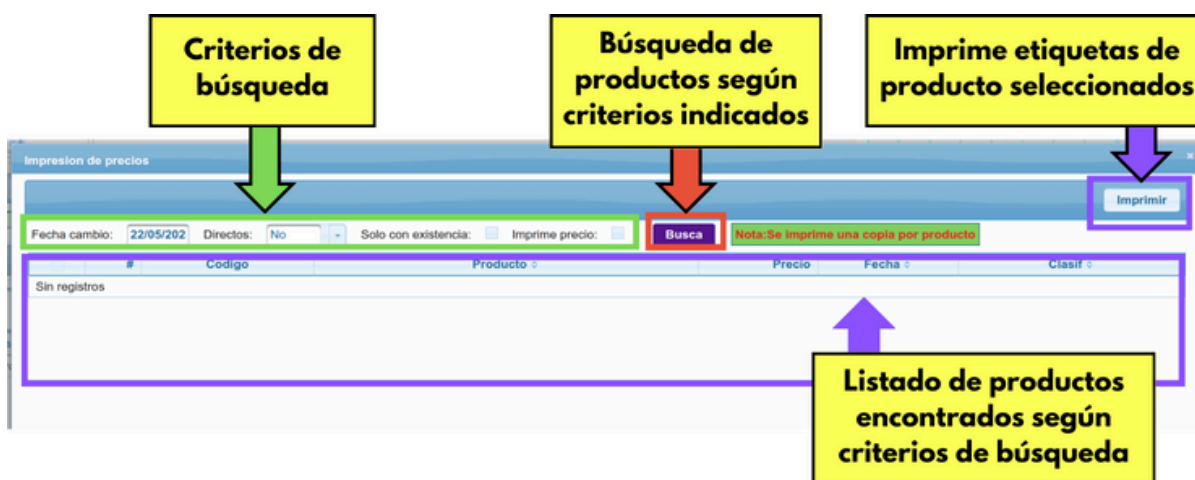 Criterios de
búsqueda
Búsqueda de
productos según
criterios indicados
Imprime etiquetas de
producto seleccionados
Impresion de precios
Imprimir
Fecha cambio: 22/05/202 Directos: No Solo con existencia: Imprime precio: Busca Nota:Se imprime una copia por producto
# Codigo Producto Precio Fecha Clasif
Sin registros
Listado de productos
encontrados según
criterios de búsqueda